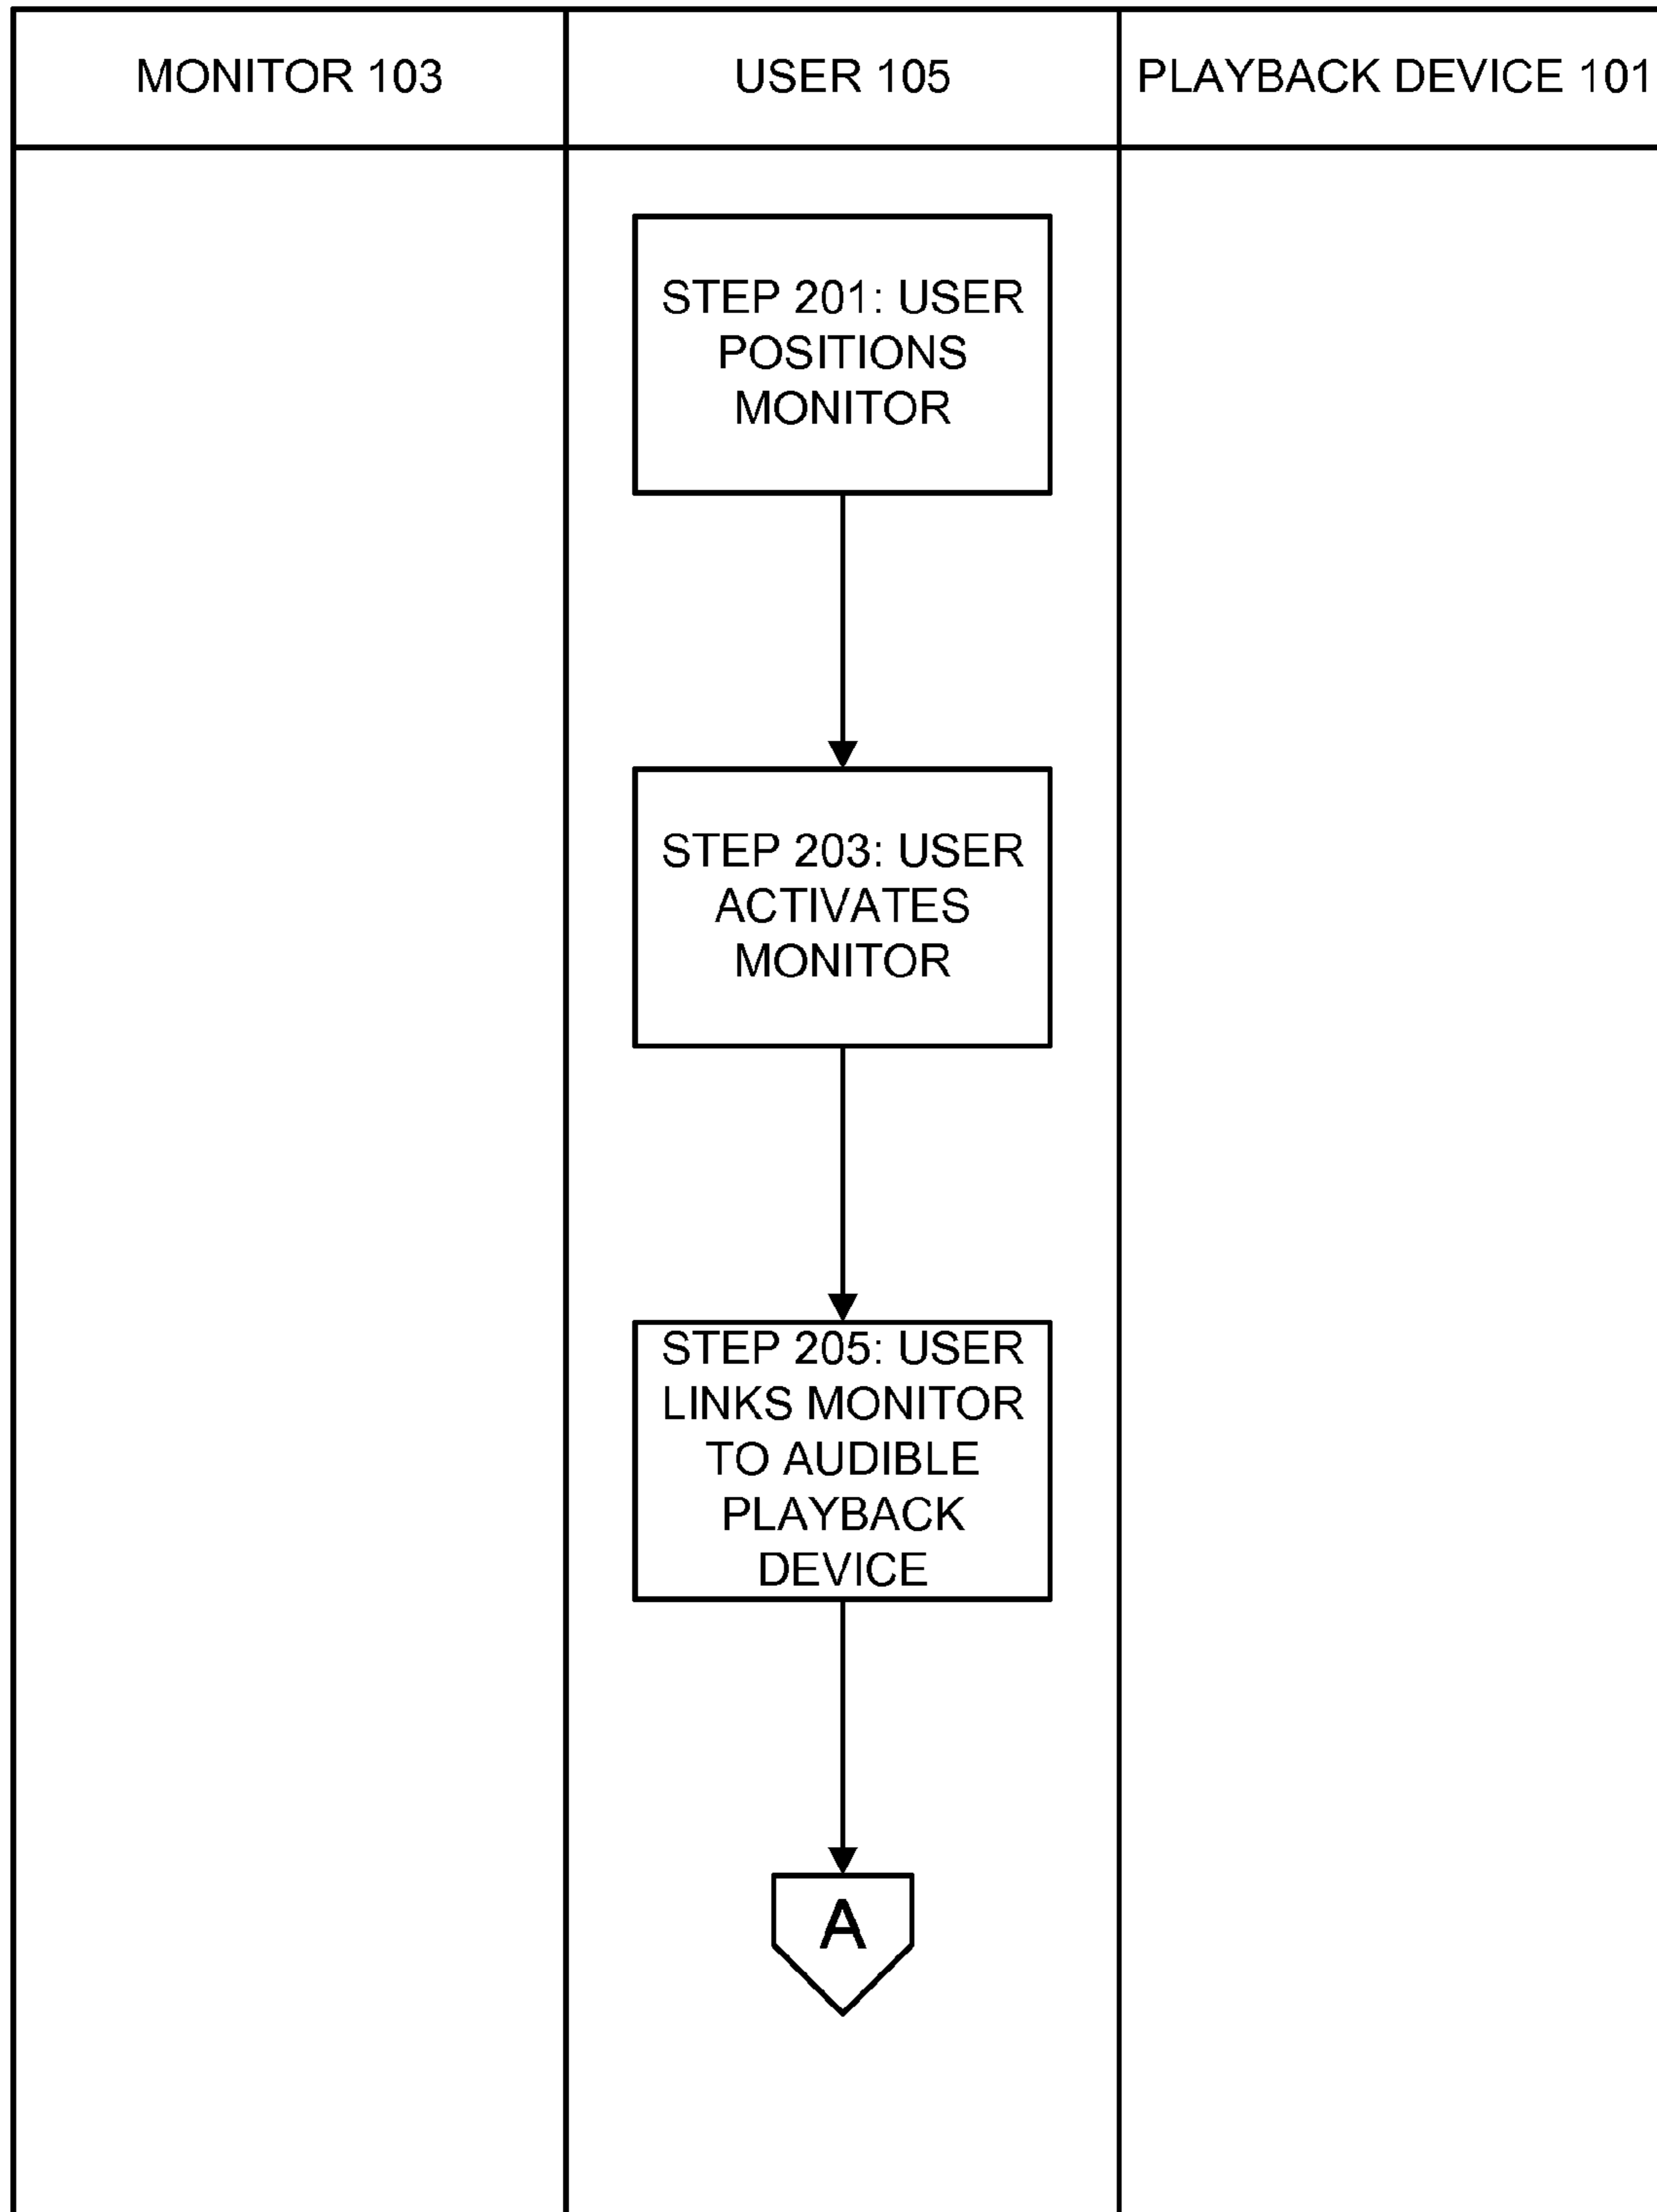 MONITOR 103
USER 105
PLAYBACK DEVICE 101
STEP 201: USER
POSITIONS
MONITOR
STEP 203: USER
ACTIVATES
MONITOR
STEP 205: USER
LINKS MONITOR
TO AUDIBLE
PLAYBACK
DEVICE
A